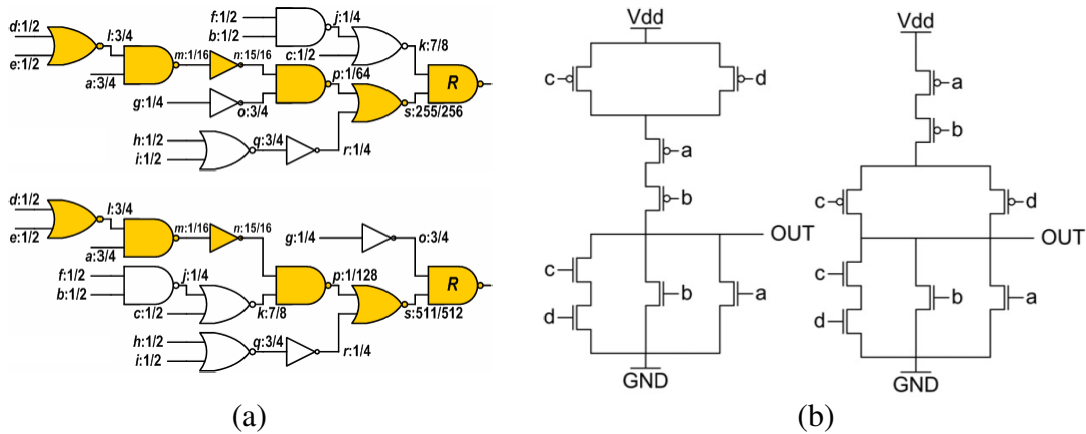 f:1/2
j:1/4
b:1/2
d:1/2
l:3/4
c:1/2
k:7/8
e:1/2
m:1/16
n:15/16
a:3/4
p:1/64
R
g:1/4
o:3/4
s:255/256
h:1/2
q:3/4
i:1/2
r:1/4
d:1/2
l:3/4
e:1/2
m:1/16
n:15/16
g:1/4
o:3/4
a:3/4
f:1/2
j:1/4
p:1/128
R
b:1/2
c:1/2
k:7/8
s:511/512
h:1/2
q:3/4
i:1/2
r:1/4
(a)
Vdd
c
d
a
b
OUT
c
b
a
d
GND
Vdd
a
b
c
d
OUT
c
b
a
d
GND
(b)